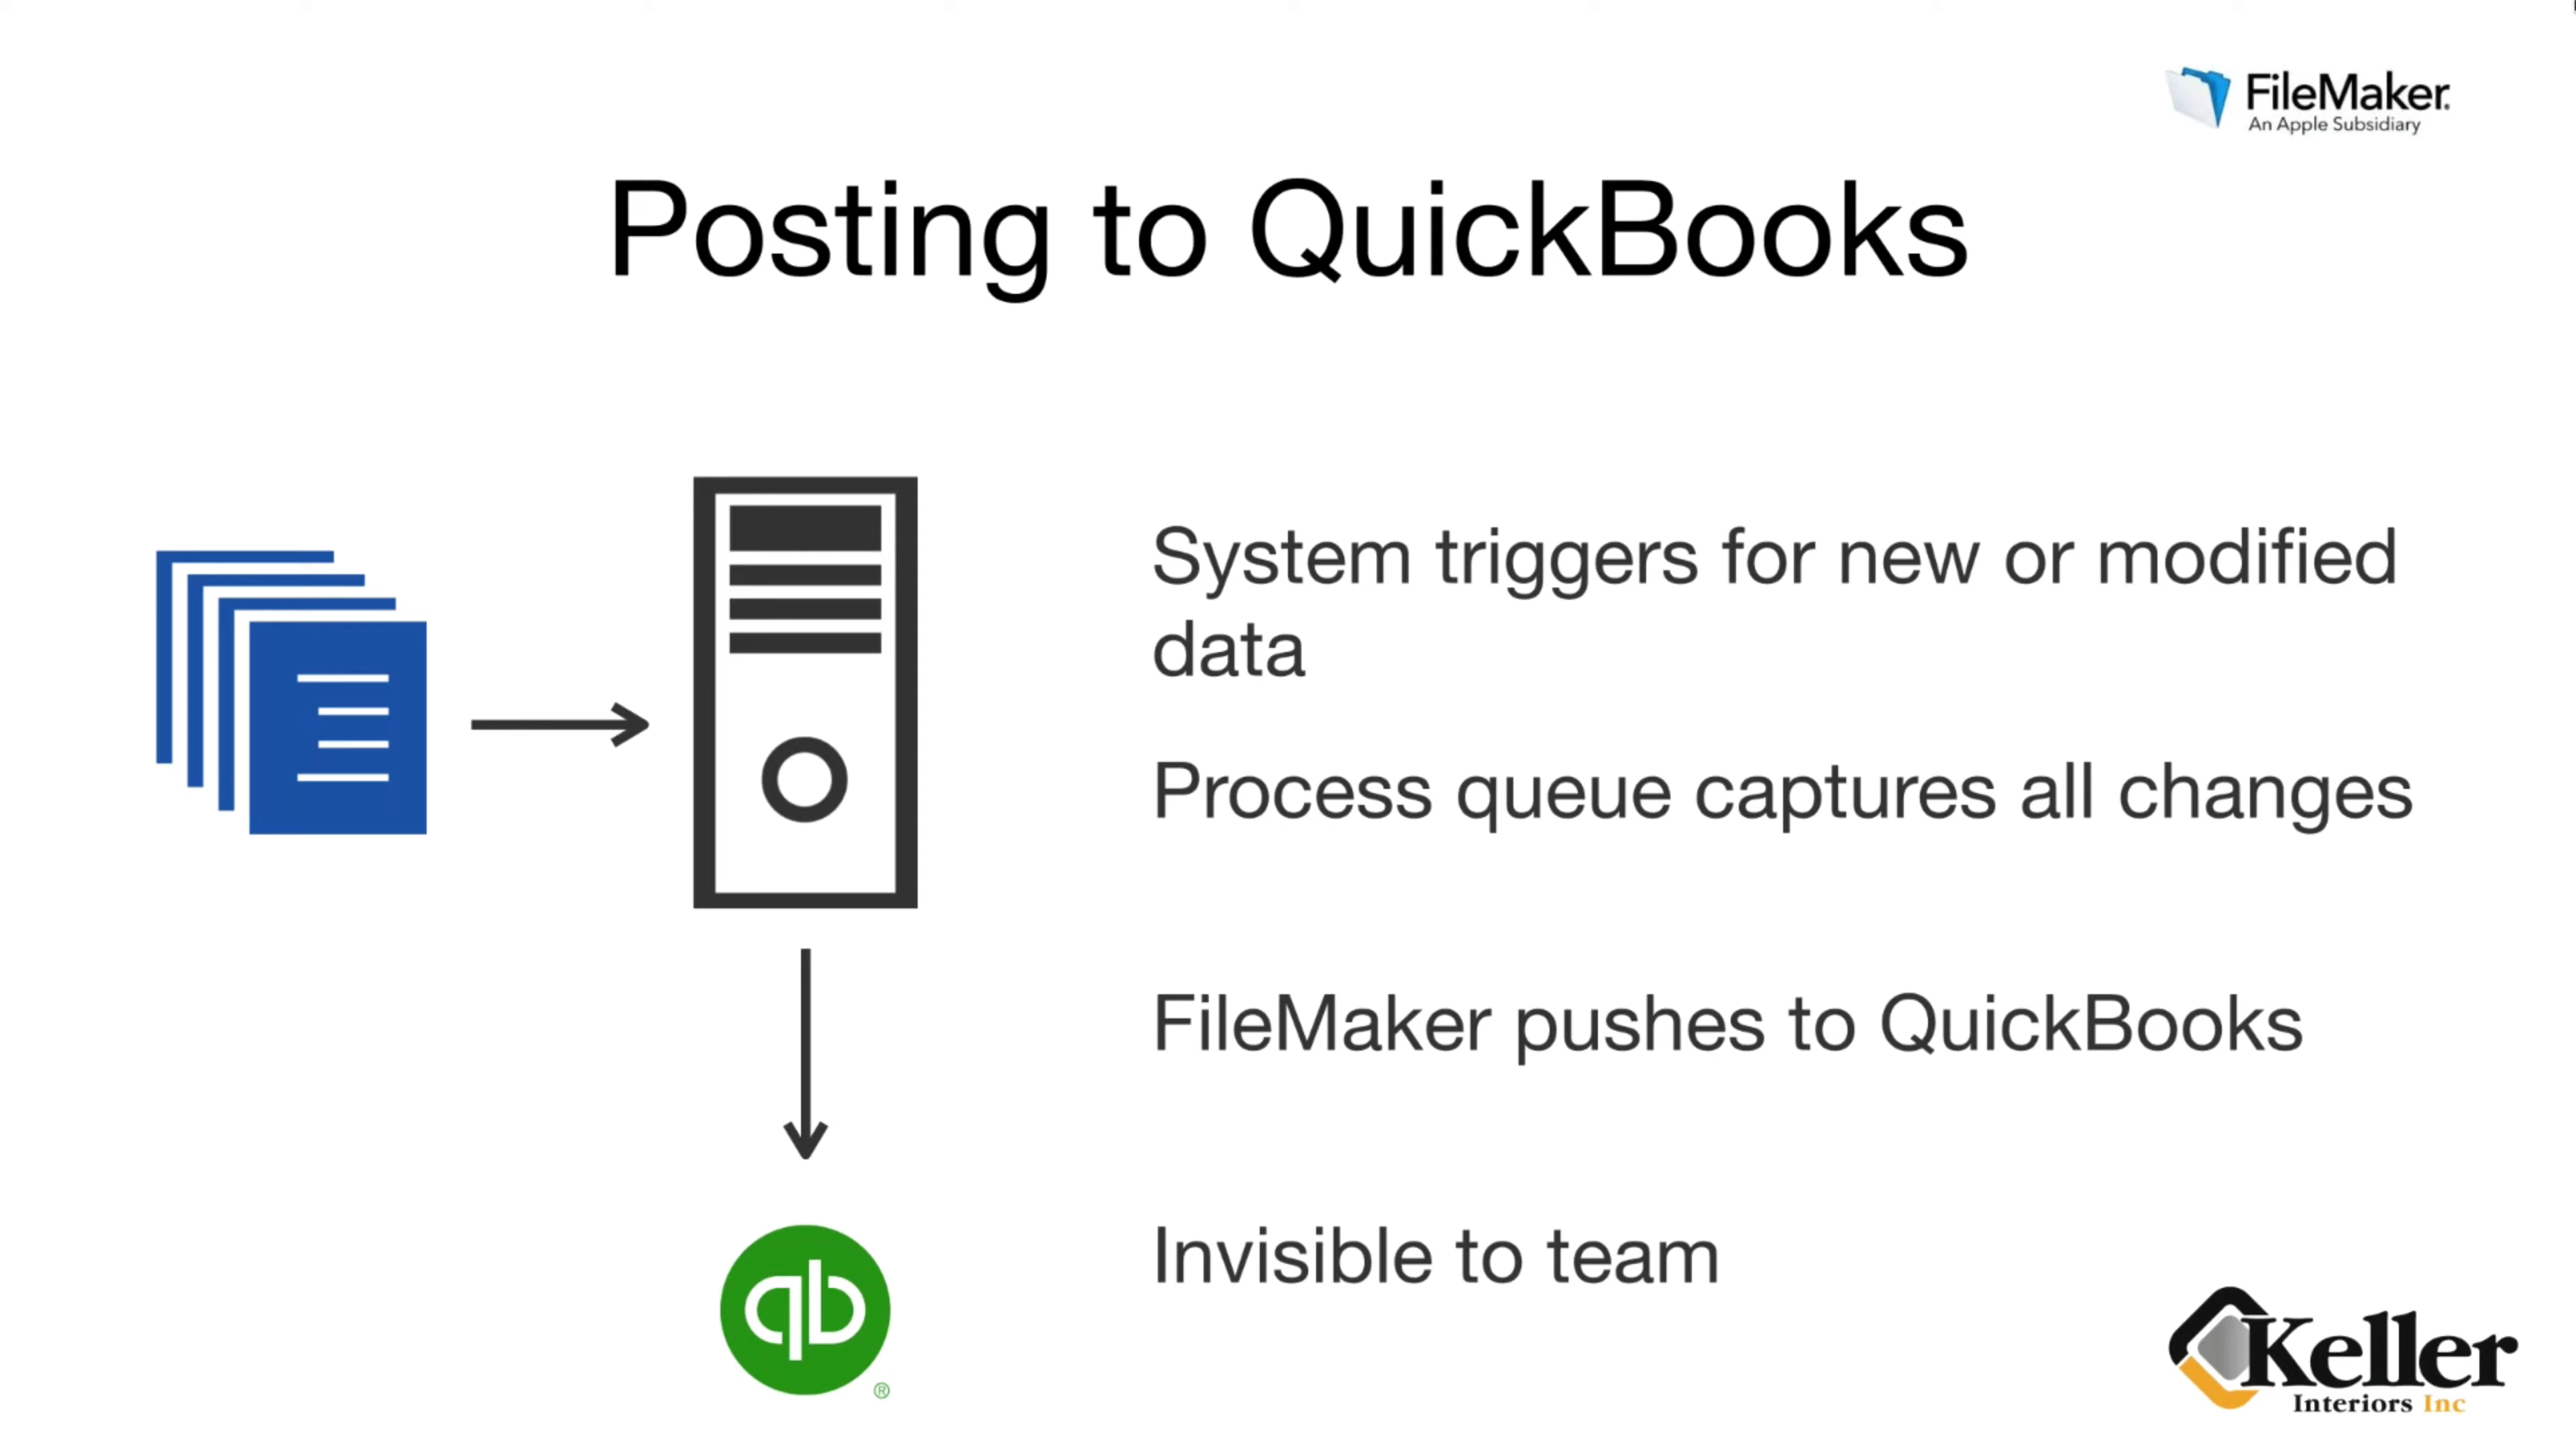 FileMaker.
An Apple Subsidiary
Posting to QuickBooks
System triggers for new or modified
data
Process queue captures all changes
FileMaker pushes to QuickBooks
Invisible to team
qb
®
Keller
Interiors Inc